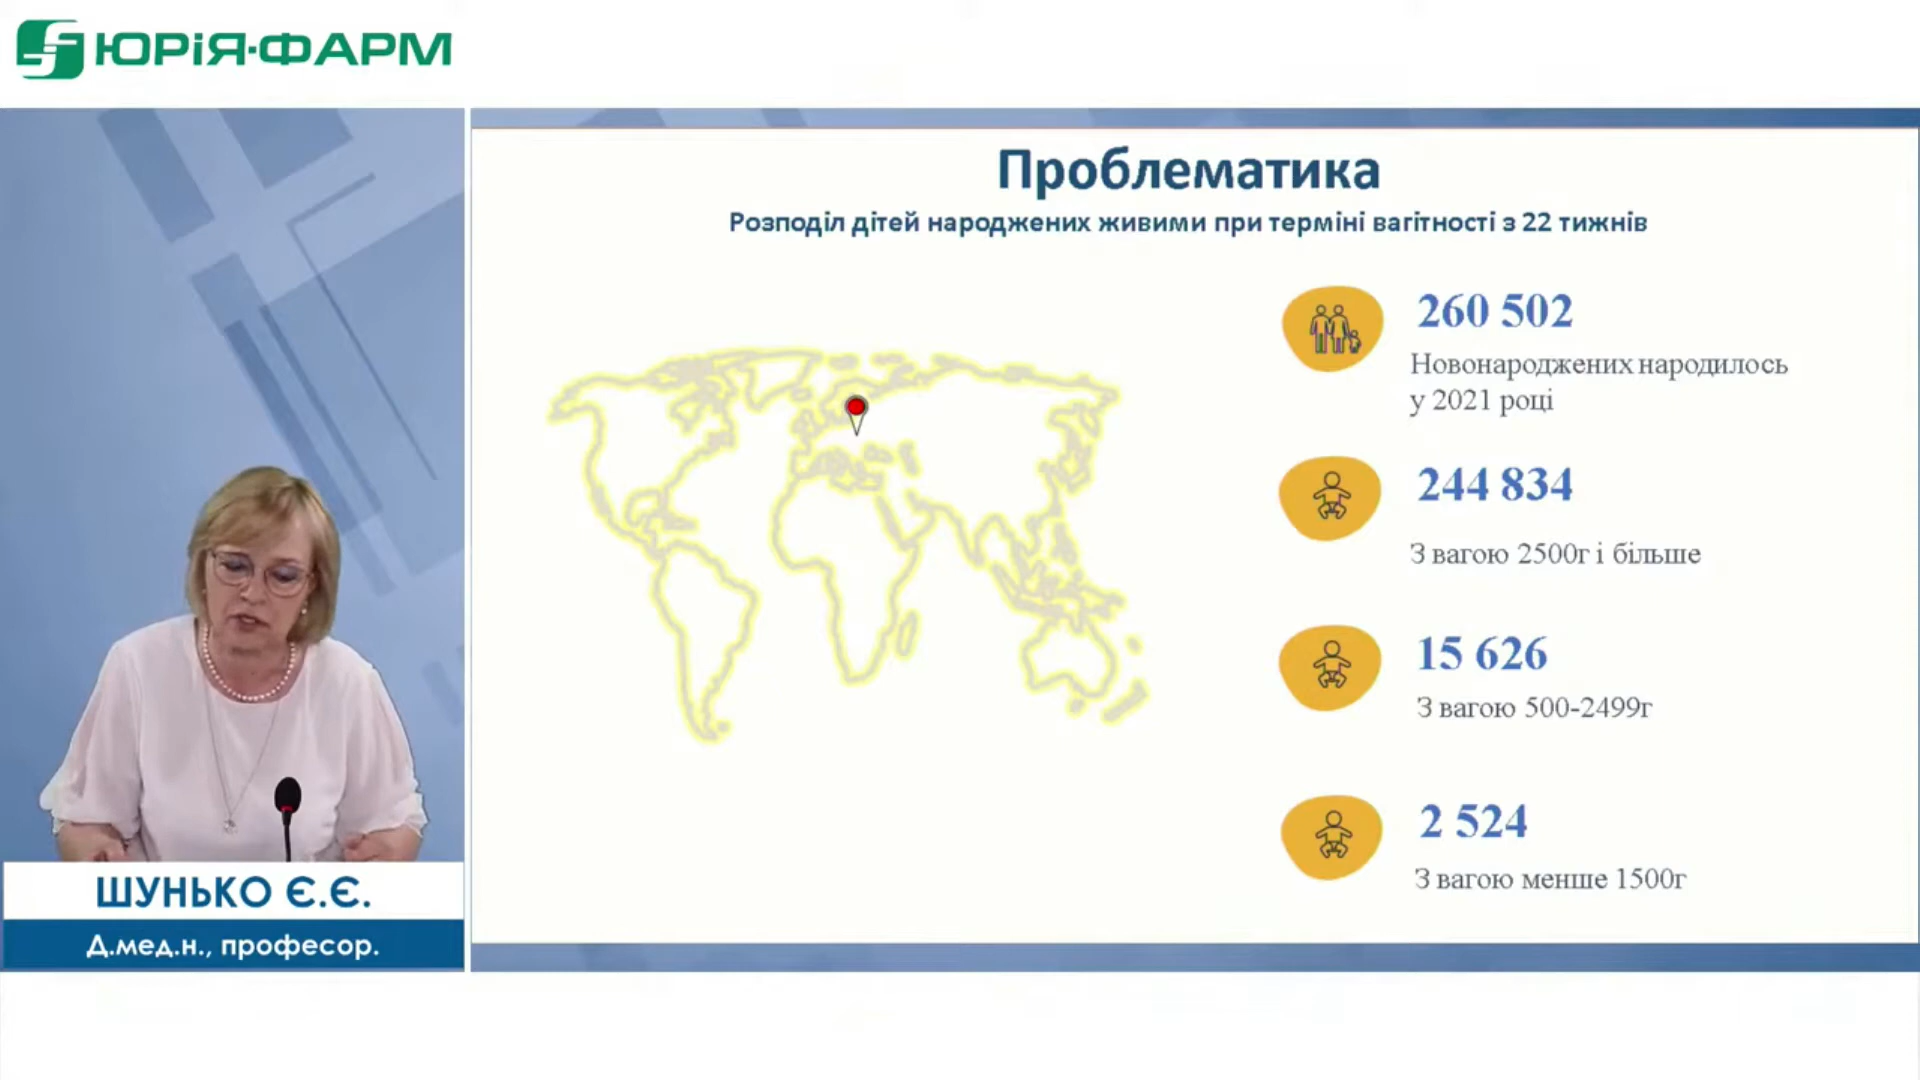 ЮРіЯ·ФАРМ
Проблематика
Розподіл дітей народжених живими при терміні вагітності з 22 тижнів
260 502
Новонароджених народилось
у 2021 році
244 834
З вагою 2500г і більше
15 626
З вагою 500-2499г
2 524
З вагою менше 1500г
ШУНЬКО Є.Є.
Д.мед.н., професор.